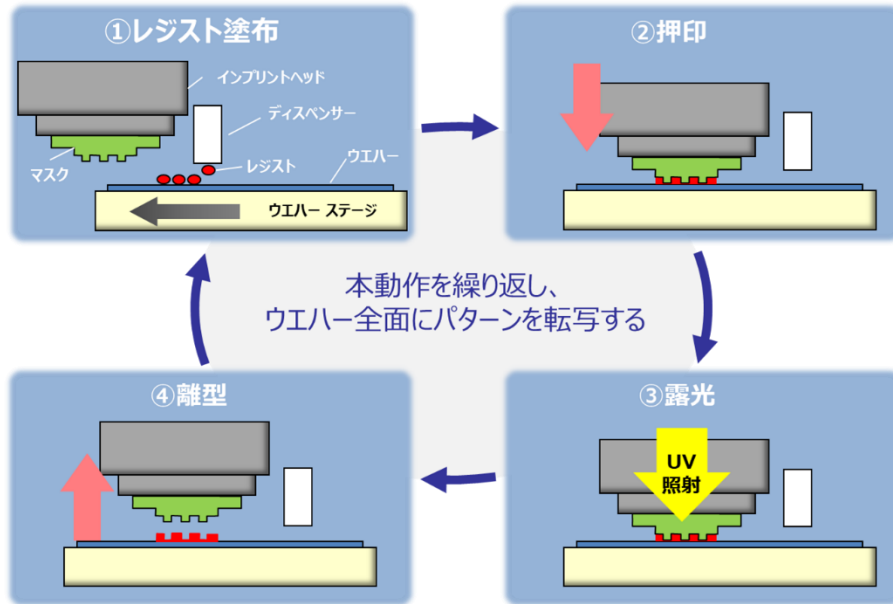 ①レジスト塗布
インプリントヘッド
ディスペンサー
マスク
レジスト
ウエハー
ウエハー ステージ
②押印
本動作を繰り返し、
ウエハー全面にパターンを転写する
④離型
③露光
UV
照射